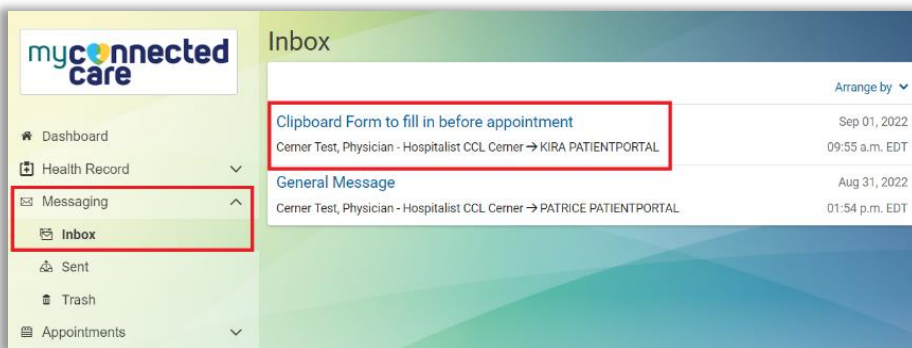 myconnected
care
Dashboard
Health Record
Messaging
Inbox
Sent
Trash
Appointments
Inbox
Arrange by
Clipboard Form to fill in before appointment
Sep 01, 2022
Cerner Test, Physician - Hospitalist CCL Cerner → KIRA PATIENTPORTAL
09:55 a.m. EDT
General Message
Aug 31, 2022
Cerner Test, Physician - Hospitalist CCL Cerner → PATRICE PATIENTPORTAL
01:54 p.m. EDT